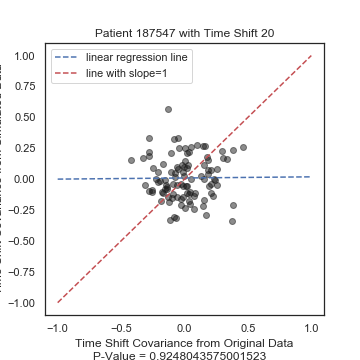 Patient 187547 with Time Shift 20
linear regression line
line with slope=1
1.00
0.75
0.50
0.25
0.00
−0.25
−0.50
−0.75
−1.00
−1.0 −0.5 0.0 0.5 1.0
Time Shift Covariance from Original Data
P-Value = 0.9248043575001523